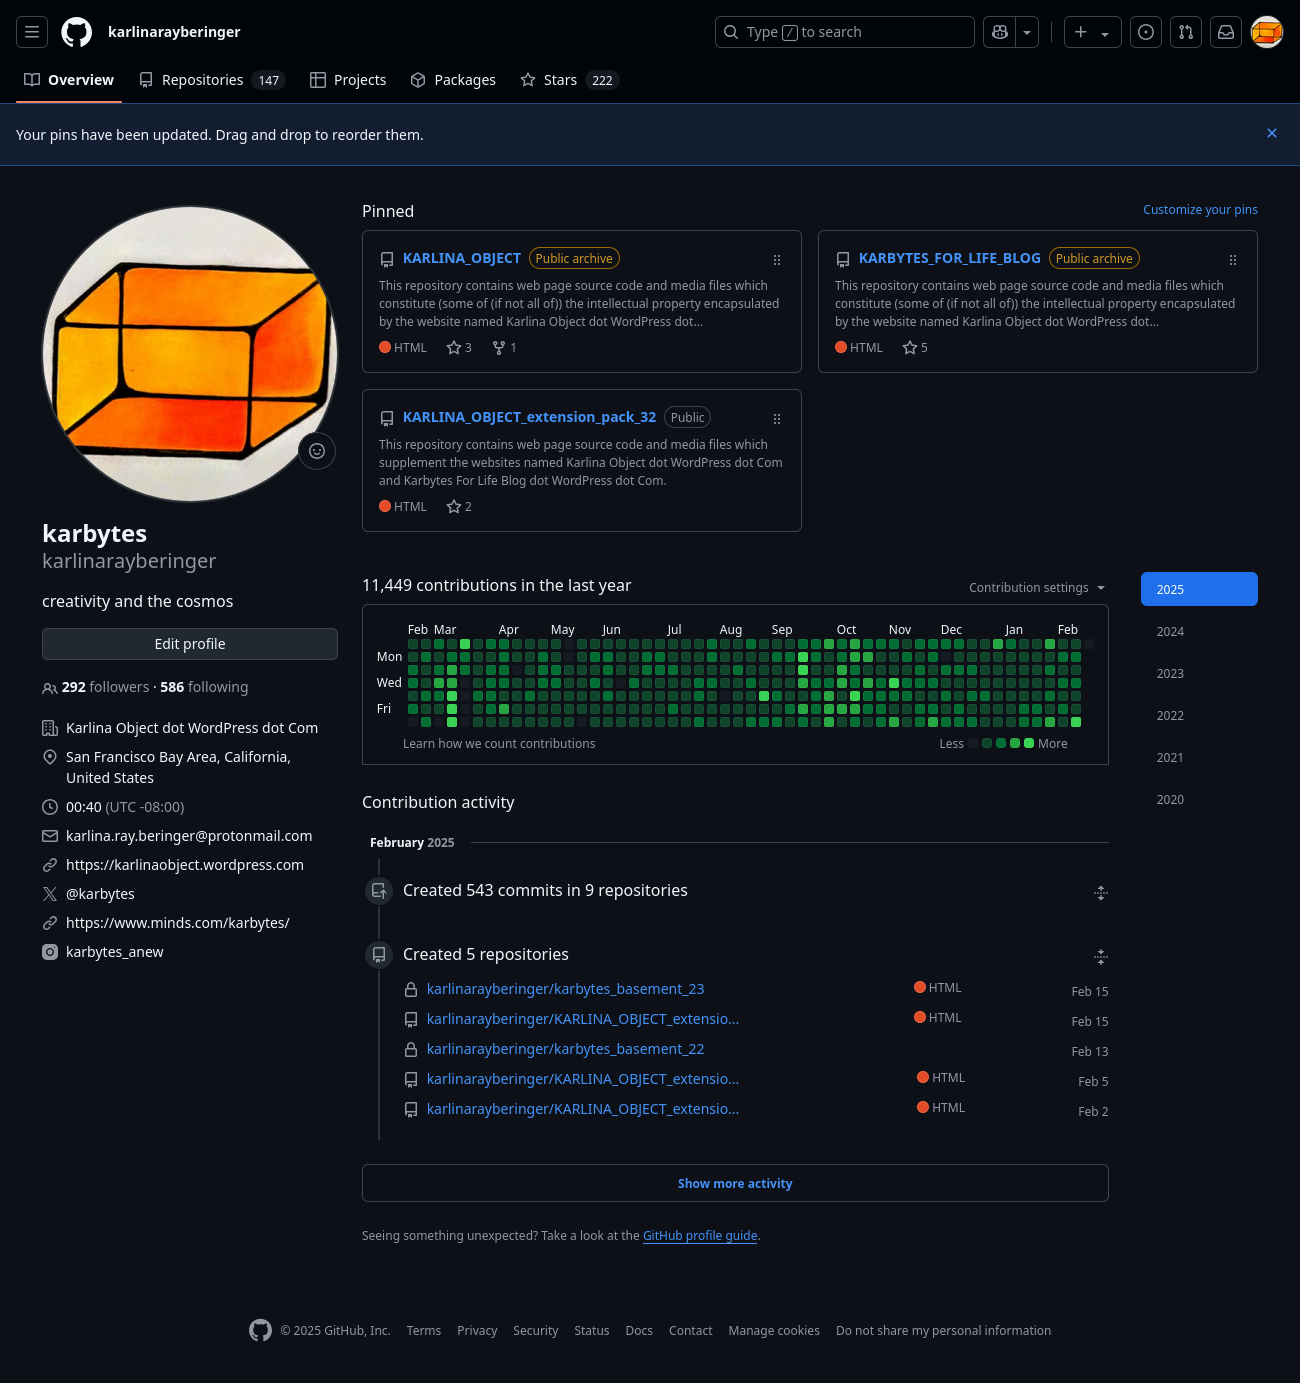 karlinarayberinger
Type / to search
Overview
Repositories 147
Projects
Packages
Stars 222
Your pins have been updated. Drag and drop to reorder them.
karbytes
karlinarayberinger
creativity and the cosmos
Edit profile
292 followers · 586 following
Karlina Object dot WordPress dot Com
San Francisco Bay Area, California,
United States
00:40 (UTC -08:00)
karlina.ray.beringer@protonmail.com
https://karlinaobject.wordpress.com
@karbytes
https://www.minds.com/karbytes/
karbytes_anew
Pinned
Customize your pins
KARLINA_OBJECT Public archive
This repository contains web page source code and media files which
constitute (some of (if not all of)) the intellectual property encapsulated
by the website named Karlina Object dot WordPress dot...
HTML 3 1
KARBYTES_FOR_LIFE_BLOG Public archive
This repository contains web page source code and media files which
constitute (some of (if not all of)) the intellectual property encapsulated
by the website named Karlina Object dot WordPress dot...
HTML 5
KARLINA_OBJECT_extension_pack_32 Public
This repository contains web page source code and media files which
supplement the websites named Karlina Object dot WordPress dot Com
and Karbytes For Life Blog dot WordPress dot Com.
HTML 2
11,449 contributions in the last year
Contribution settings
Feb Mar Apr May Jun Jul Aug Sep Oct Nov Dec Jan Feb
Mon
Wed
Fri
Learn how we count contributions
Less More
2025
2024
2023
2022
2021
2020
Contribution activity
February 2025
Created 543 commits in 9 repositories
Created 5 repositories
karlinarayberinger/karbytes_basement_23 HTML Feb 15
karlinarayberinger/KARLINA_OBJECT_extensio... HTML Feb 15
karlinarayberinger/karbytes_basement_22 Feb 13
karlinarayberinger/KARLINA_OBJECT_extensio... HTML Feb 5
karlinarayberinger/KARLINA_OBJECT_extensio... HTML Feb 2
Show more activity
Seeing something unexpected? Take a look at the GitHub profile guide.
© 2025 GitHub, Inc. Terms Privacy Security Status Docs Contact Manage cookies Do not share my personal information